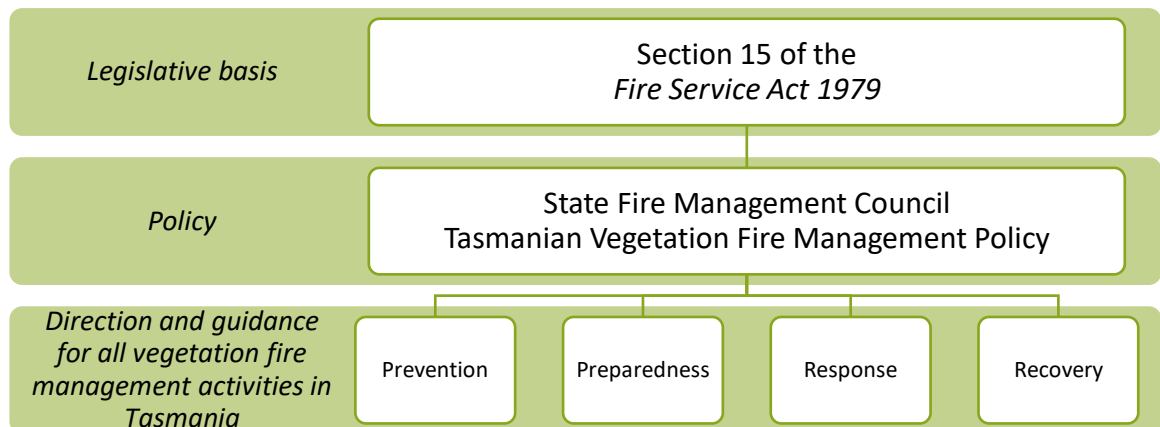 Legislative basis
Section 15 of the
Fire Service Act 1979
Policy
State Fire Management Council
Tasmanian Vegetation Fire Management Policy
Direction and guidance
for all vegetation fire
management activities in
Tasmania
Prevention
Preparedness
Response
Recovery